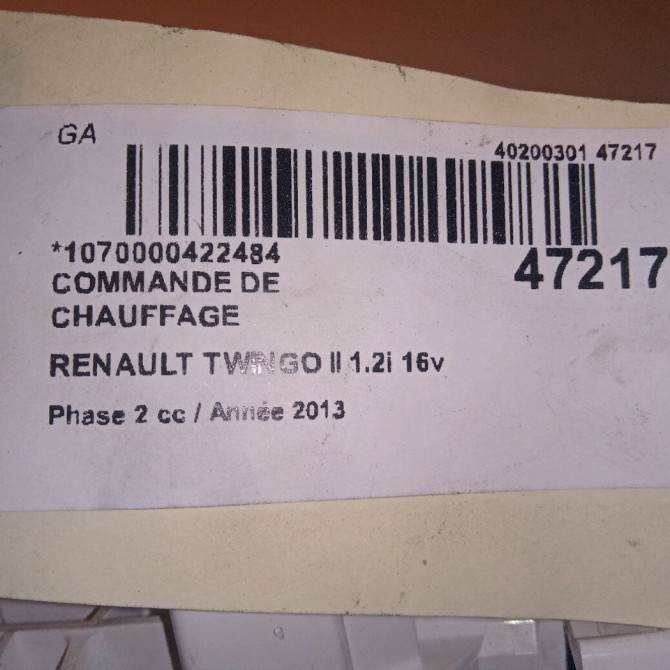 GA
40200301 47217
*1070000422484
47217
COMMANDE DE
CHAUFFAGE
RENAULT TWINGO II 1.2i 16v
Phase 2 cc / Année 2013